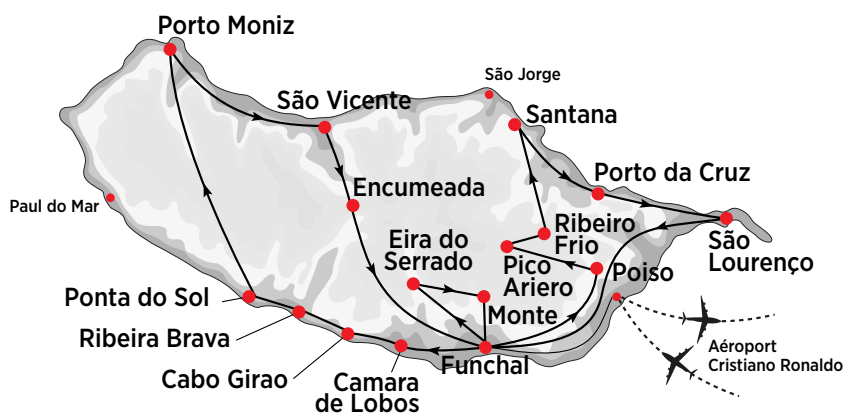 Porto Moniz
São Jorge
São Vicente
Santana
Porto da Cruz
Encumeada
Paul do Mar
Ribeiro
Frio
Eira do
Serrado
São
Lourenço
Pico
Ariero
Poiso
Ponta do Sol
Monte
Ribeira Brava
Aéroport
Cristiano Ronaldo
Funchal
Cabo Girao
Camara
de Lobos